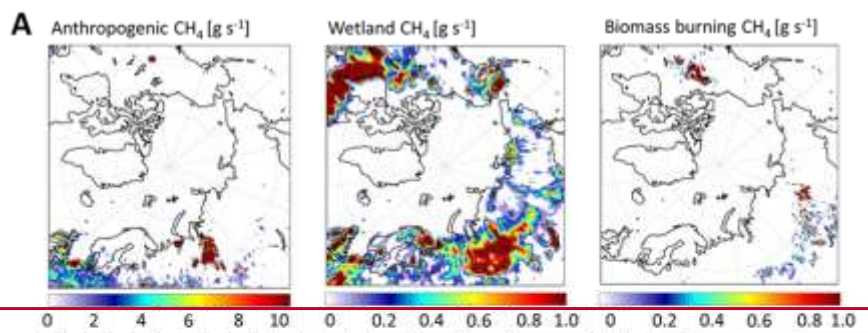 A Anthropogenic CH₄ [g s⁻¹] Wetland CH₄ [g s⁻¹] Biomass burning CH₄ [g s⁻¹]
0 2 4 6 8 10 0 0.2 0.4 0.6 0.8 1.0 0 0.2 0.4 0.6 0.8 1.0